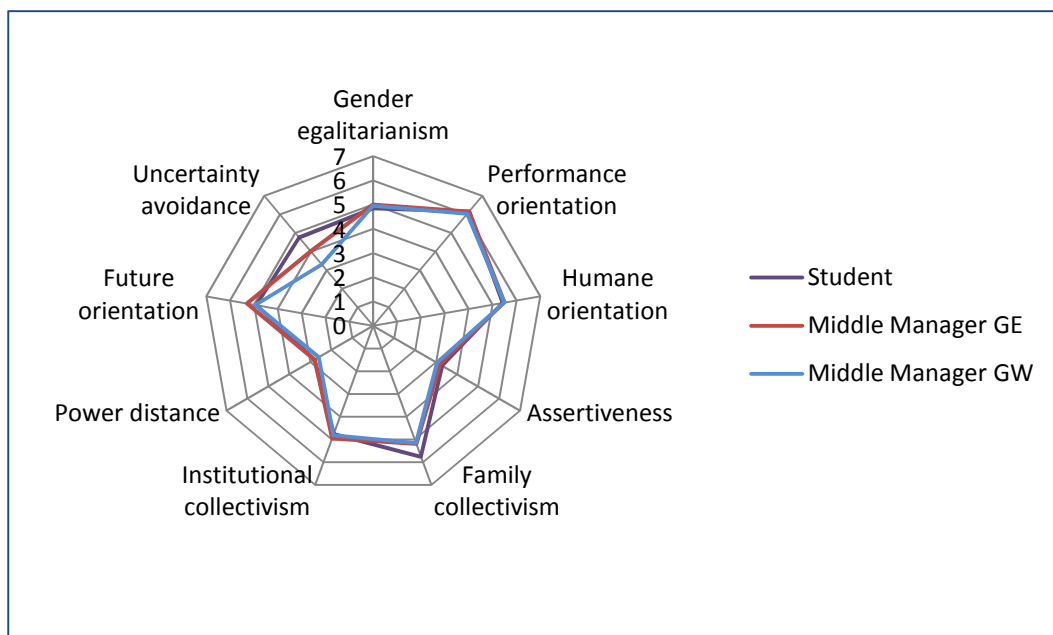 Gender
egalitarianism
7
6
5
4
3
2
1
0
Performance
orientation
Humane
orientation
Assertiveness
Family
collectivism
Institutional
collectivism
Power distance
Future
orientation
Uncertainty
avoidance
Student
Middle Manager GE
Middle Manager GW